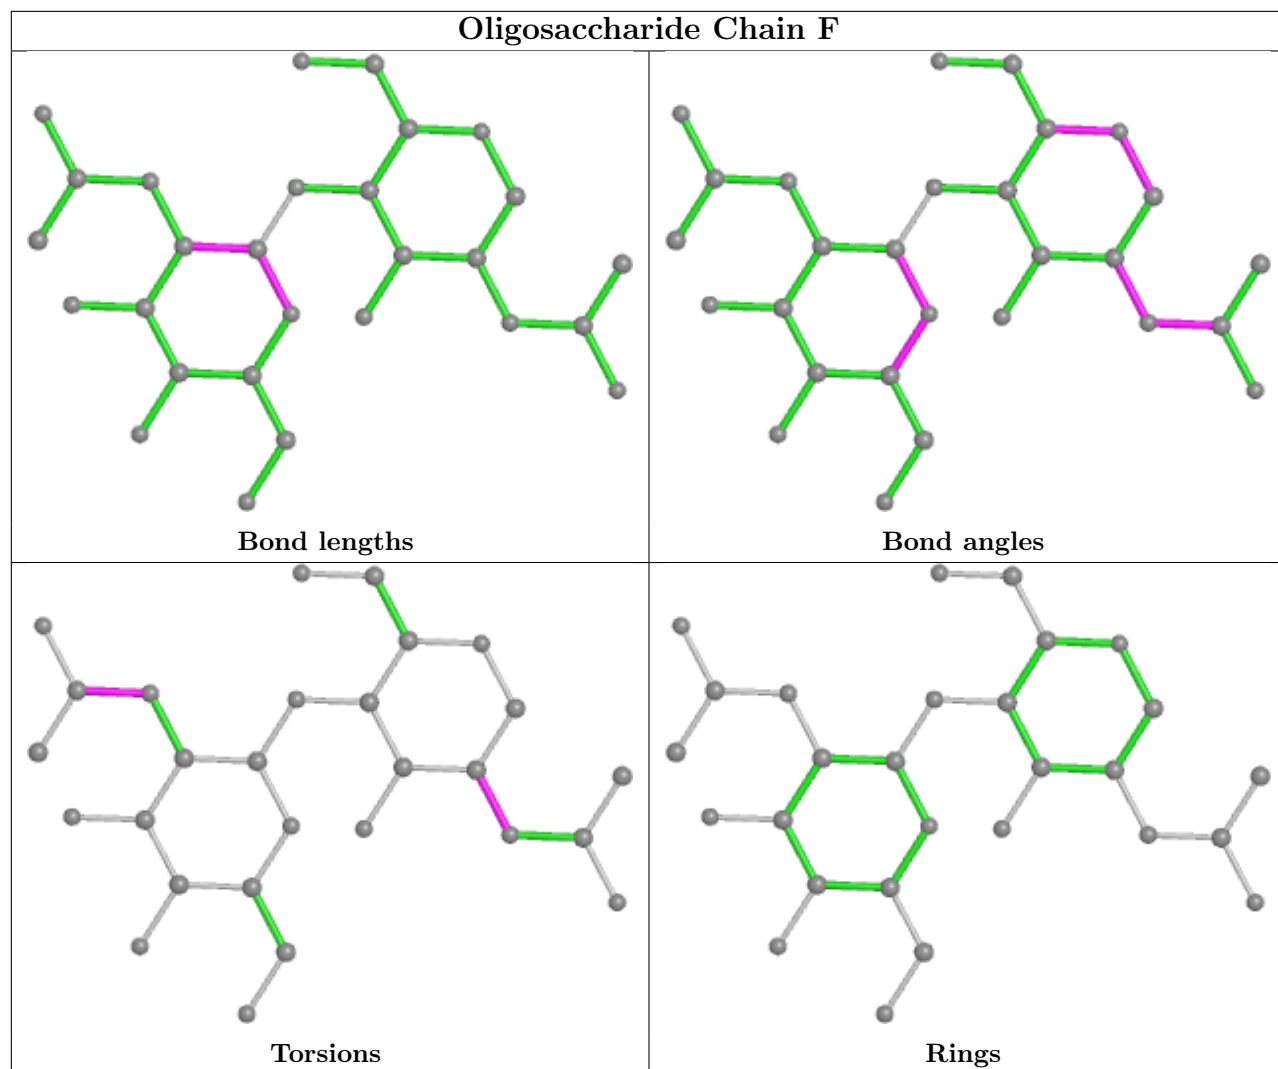 Oligosaccharide Chain F
Bond lengths
Bond angles
Torsions
Rings